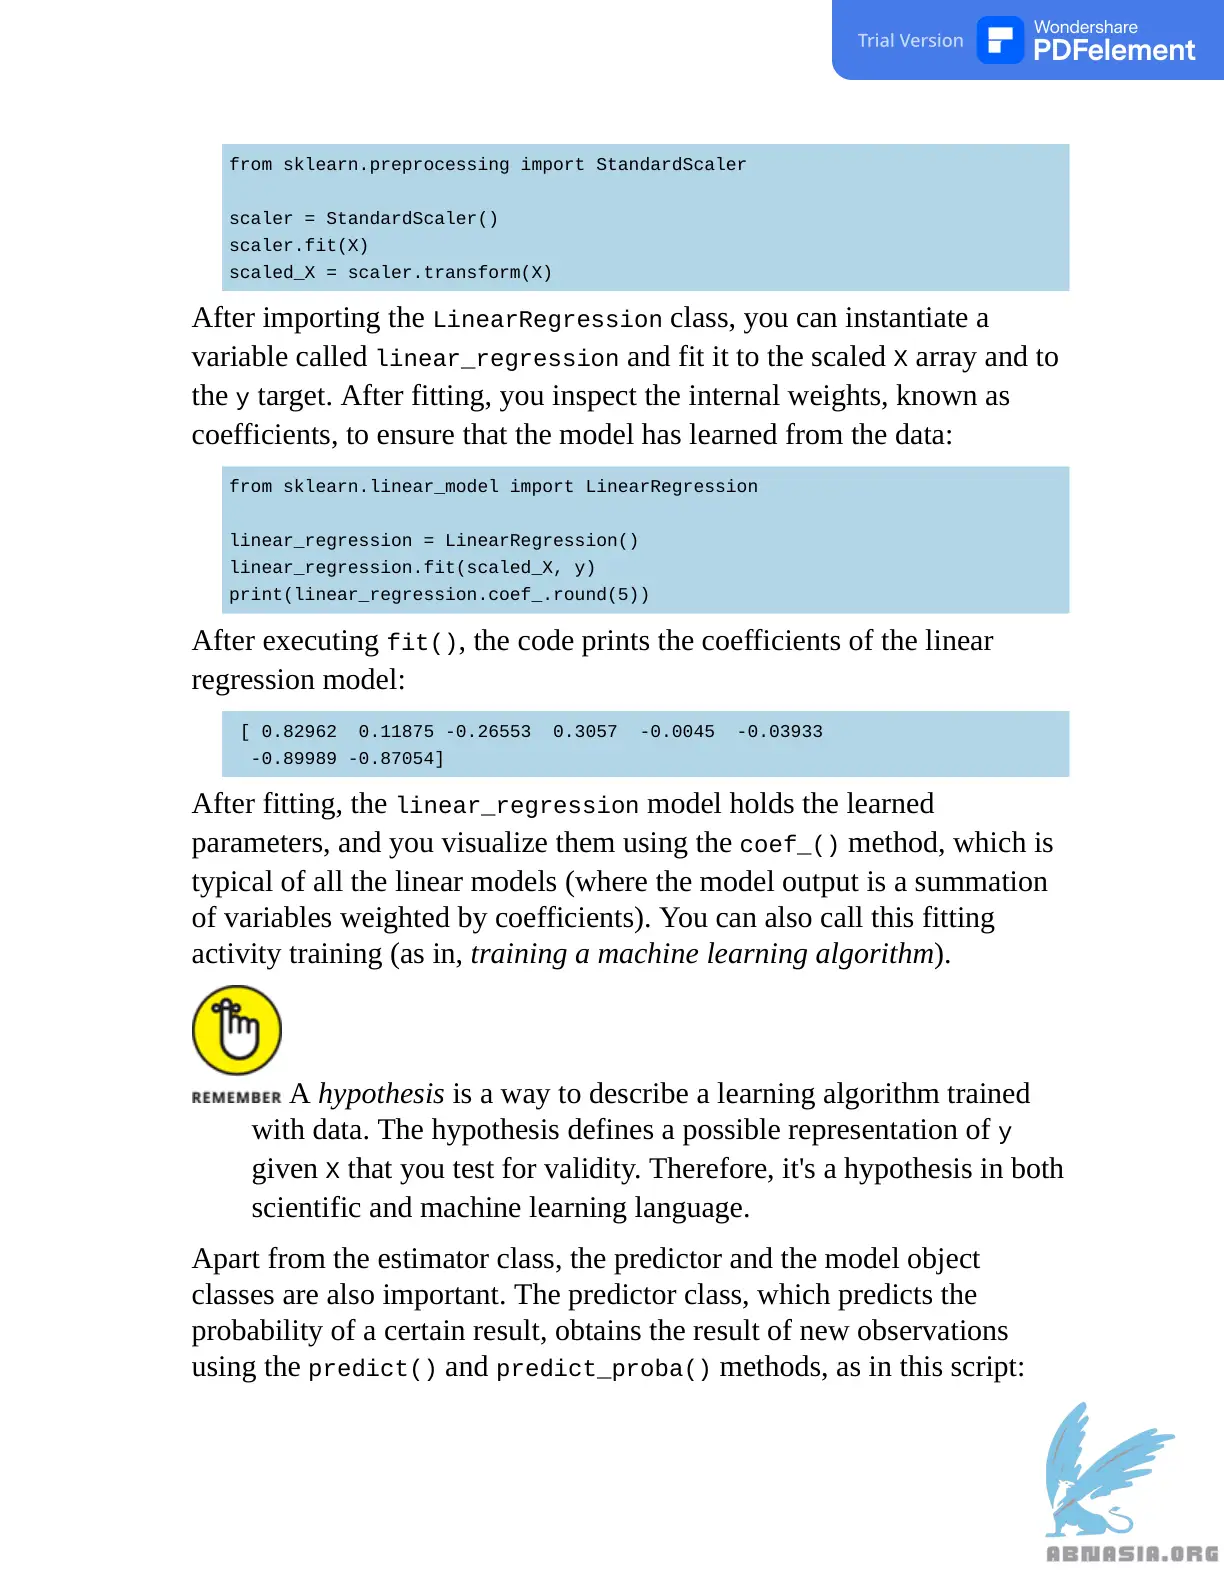 Trial Version
Wondershare
PDFelement
from sklearn.preprocessing import StandardScaler
scaler = StandardScaler()
scaler.fit(X)
scaled_X = scaler.transform(X)
After importing the LinearRegression class, you can instantiate a
variable called linear_regression and fit it to the scaled X array and to
the y target. After fitting, you inspect the internal weights, known as
coefficients, to ensure that the model has learned from the data:
from sklearn.linear_model import LinearRegression
linear_regression = LinearRegression()
linear_regression.fit(scaled_X, y)
print(linear_regression.coef_.round(5))
After executing fit(), the code prints the coefficients of the linear
regression model:
[ 0.82962  0.11875 -0.26553  0.3057  -0.0045  -0.03933
-0.89989 -0.87054]
After fitting, the linear_regression model holds the learned
parameters, and you visualize them using the coef_() method, which is
typical of all the linear models (where the model output is a summation
of variables weighted by coefficients). You can also call this fitting
activity training (as in, training a machine learning algorithm).
REMEMBER A hypothesis is a way to describe a learning algorithm trained
with data. The hypothesis defines a possible representation of y
given X that you test for validity. Therefore, it's a hypothesis in both
scientific and machine learning language.
Apart from the estimator class, the predictor and the model object
classes are also important. The predictor class, which predicts the
probability of a certain result, obtains the result of new observations
using the predict() and predict_proba() methods, as in this script:
ABNASIA.ORG